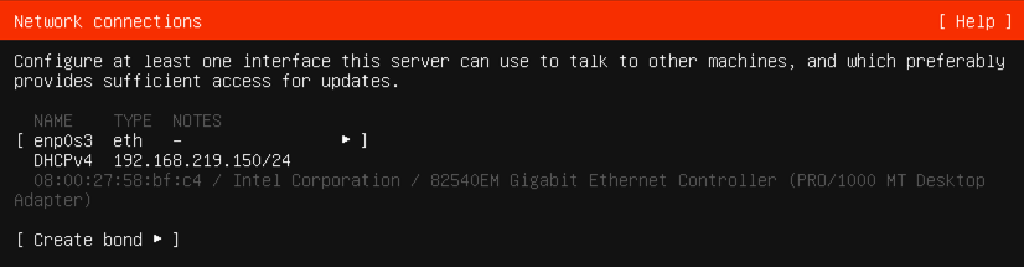 Network connections [ Help ]
Configure at least one interface this server can use to talk to other machines, and which preferably
provides sufficient access for updates.
NAME TYPE NOTES
[ enp0s3 eth - ▸ ]
DHCPv4 192.168.219.150/24
08:00:27:58:bf:c4 / Intel Corporation / 82540EM Gigabit Ethernet Controller (PRO/1000 MT Desktop
Adapter)
[ Create bond ▸ ]